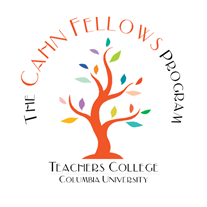 THE CAHN FELLOWS PROGRAM
TEACHERS COLLEGE
COLUMBIA UNIVERSITY